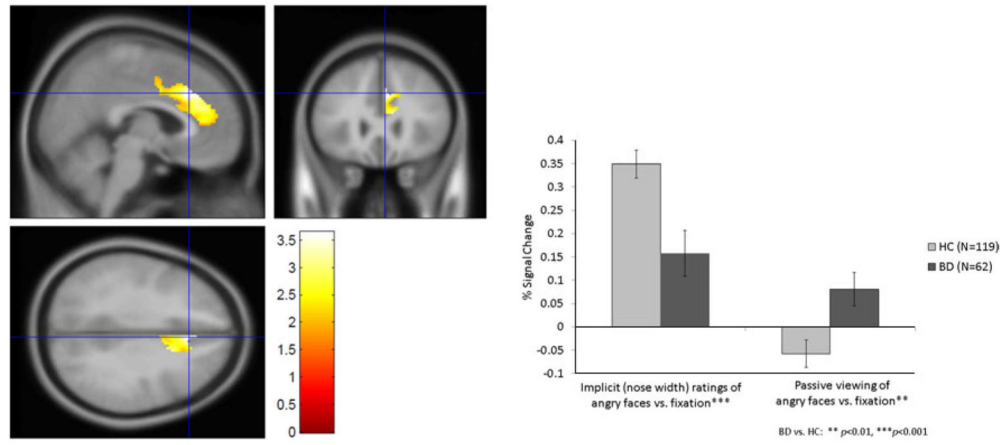 3.5
3
2.5
2
1.5
1
0.5
0
0.4
0.35
0.3
0.25
0.2
0.15
0.1
0.05
0
-0.05
-0.1
% Signal Change
HC (N=119)
BD (N=62)
Implicit (nose width) ratings of
angry faces vs. fixation***
Passive viewing of
angry faces vs. fixation**
BD vs. HC: ** p<0.01, ***p<0.001